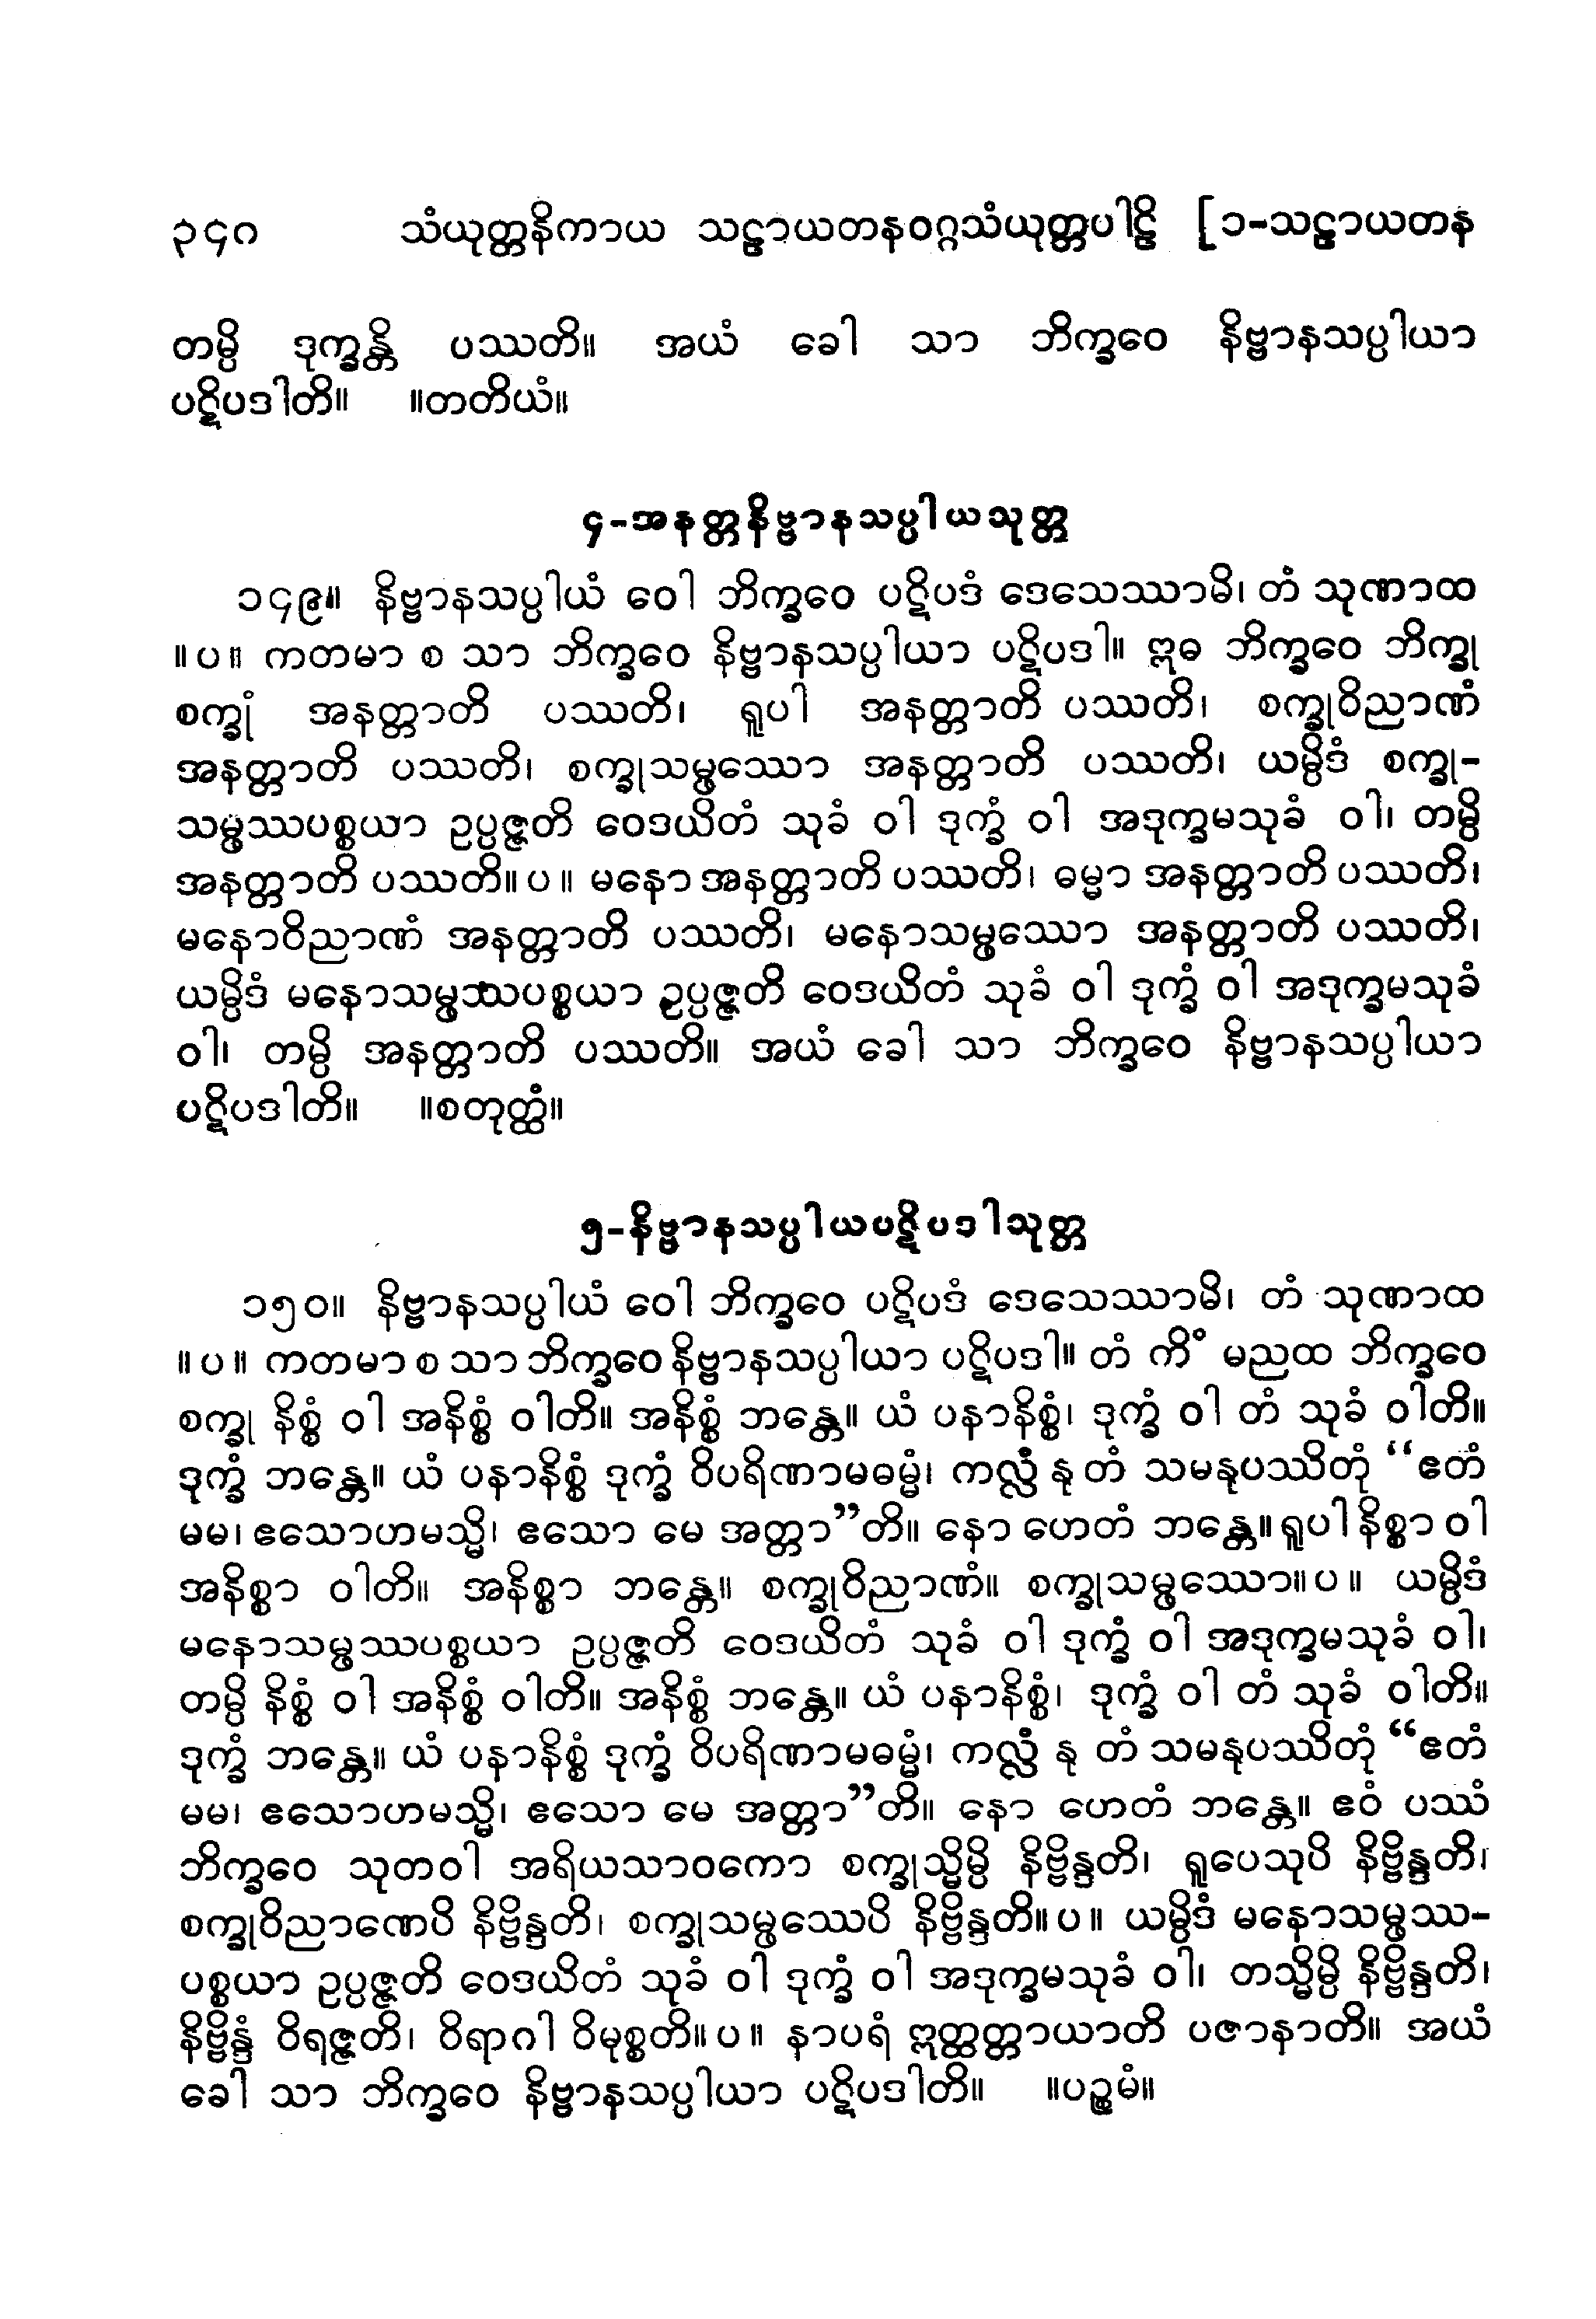 ၃၄၈ သံယုတ္တနိကာယ သဠာယတနဝဂ္ဂသံယုတ္တပါဠိ [၁-သဠာယတန
တမ္ပိ ဒုက္ခန္တိ ပဿတိ။ အယံ ခေါ သာ ဘိက္ခဝေ နိဗ္ဗာနသပ္ပါယာ
ပဋိပဒါတိ။ ။တတိယံ။
၄-အနတ္တနိဗ္ဗာနသပ္ပါယသုတ္တ
၁၄၉။ နိဗ္ဗာနသပ္ပါယံ ဝေါ ဘိက္ခဝေ ပဋိပဒံ ဒေသေဿာမိ၊ တံ သုဏာထ
။ပ။ ကတမာ စ သာ ဘိက္ခဝေ နိဗ္ဗာနသပ္ပါယာ ပဋိပဒါ။ ဣဓ ဘိက္ခဝေ ဘိက္ခု
စက္ခုံ အနတ္တာတိ ပဿတိ၊ ရူပါ အနတ္တာတိ ပဿတိ၊ စက္ခုဝိညာဏံ
အနတ္တာတိ ပဿတိ၊ စက္ခုသမ္ဖဿော အနတ္တာတိ ပဿတိ၊ ယမ္ပိဒံ စက္ခု-
သမ္ဖဿပစ္စယာ ဥပ္ပဇ္ဇတိ ဝေဒယိတံ သုခံ ဝါ ဒုက္ခံ ဝါ အဒုက္ခမသုခံ ဝါ၊ တမ္ပိ
အနတ္တာတိ ပဿတိ။ပ။ မနော အနတ္တာတိ ပဿတိ၊ ဓမ္မာ အနတ္တာတိ ပဿတိ၊
မနောဝိညာဏံ အနတ္တာတိ ပဿတိ၊ မနောသမ္ဖဿော အနတ္တာတိ ပဿတိ၊
ယမ္ပိဒံ မနောသမ္ဖဿပစ္စယာ ဥပ္ပဇ္ဇတိ ဝေဒယိတံ သုခံ ဝါ ဒုက္ခံ ဝါ အဒုက္ခမသုခံ
ဝါ၊ တမ္ပိ အနတ္တာတိ ပဿတိ။ အယံ ခေါ သာ ဘိက္ခဝေ နိဗ္ဗာနသပ္ပါယာ
ပဋိပဒါတိ။ ။စတုတ္ထံ။
၅-နိဗ္ဗာနသပ္ပါယပဋိပဒါသုတ္တ
၁၅၀။ နိဗ္ဗာနသပ္ပါယံ ဝေါ ဘိက္ခဝေ ပဋိပဒံ ဒေသေဿာမိ၊ တံ သုဏာထ
။ပ။ ကတမာ စ သာ ဘိက္ခဝေ နိဗ္ဗာနသပ္ပါယာ ပဋိပဒါ။ တံ ကိံ မညထ ဘိက္ခဝေ
စက္ခု နိစ္စံ ဝါ အနိစ္စံ ဝါတိ။ အနိစ္စံ ဘန္တေ။ ယံ ပနာနိစ္စံ၊ ဒုက္ခံ ဝါ တံ သုခံ ဝါတိ။
ဒုက္ခံ ဘန္တေ။ ယံ ပနာနိစ္စံ ဒုက္ခံ ဝိပရိဏာမဓမ္မံ၊ ကလ္လံ နု တံ သမနုပဿိတုံ “ဧတံ
မမ၊ ဧသောဟမသ္မိ၊ ဧသော မေ အတ္တာ”တိ။ နော ဟေတံ ဘန္တေ။ ရူပါ နိစ္စာ ဝါ
အနိစ္စာ ဝါတိ။ အနိစ္စာ ဘန္တေ။ စက္ခုဝိညာဏံ။ စက္ခုသမ္ဖဿော။ပ။ ယမ္ပိဒံ
မနောသမ္ဖဿပစ္စယာ ဥပ္ပဇ္ဇတိ ဝေဒယိတံ သုခံ ဝါ ဒုက္ခံ ဝါ အဒုက္ခမသုခံ ဝါ၊
တမ္ပိ နိစ္စံ ဝါ အနိစ္စံ ဝါတိ။ အနိစ္စံ ဘန္တေ။ ယံ ပနာနိစ္စံ၊ ဒုက္ခံ ဝါ တံ သုခံ ဝါတိ။
ဒုက္ခံ ဘန္တေ။ ယံ ပနာနိစ္စံ ဒုက္ခံ ဝိပရိဏာမဓမ္မံ၊ ကလ္လံ နု တံ သမနုပဿိတုံ “ဧတံ
မမ၊ ဧသောဟမသ္မိ၊ ဧသော မေ အတ္တာ”တိ။ နော ဟေတံ ဘန္တေ။ ဧဝံ ပဿံ
ဘိက္ခဝေ သုတဝါ အရိယသာဝကော စက္ခုသ္မိမ္ပိ နိဗ္ဗိန္ဒတိ၊ ရူပေသုပိ နိဗ္ဗိန္ဒတိ၊
စက္ခုဝိညာဏေပိ နိဗ္ဗိန္ဒတိ၊ စက္ခုသမ္ဖဿေပိ နိဗ္ဗိန္ဒတိ။ပ။ ယမ္ပိဒံ မနောသမ္ဖဿ-
ပစ္စယာ ဥပ္ပဇ္ဇတိ ဝေဒယိတံ သုခံ ဝါ ဒုက္ခံ ဝါ အဒုက္ခမသုခံ ဝါ၊ တသ္မိမ္ပိ နိဗ္ဗိန္ဒတိ၊
နိဗ္ဗိန္ဒံ ဝိရဇ္ဇတိ၊ ဝိရာဂါ ဝိမုစ္စတိ။ပ။ နာပရံ ဣတ္ထတ္တာယာတိ ပဇာနာတိ။ အယံ
ခေါ သာ ဘိက္ခဝေ နိဗ္ဗာနသပ္ပါယာ ပဋိပဒါတိ။ ။ပဉ္စမံ။